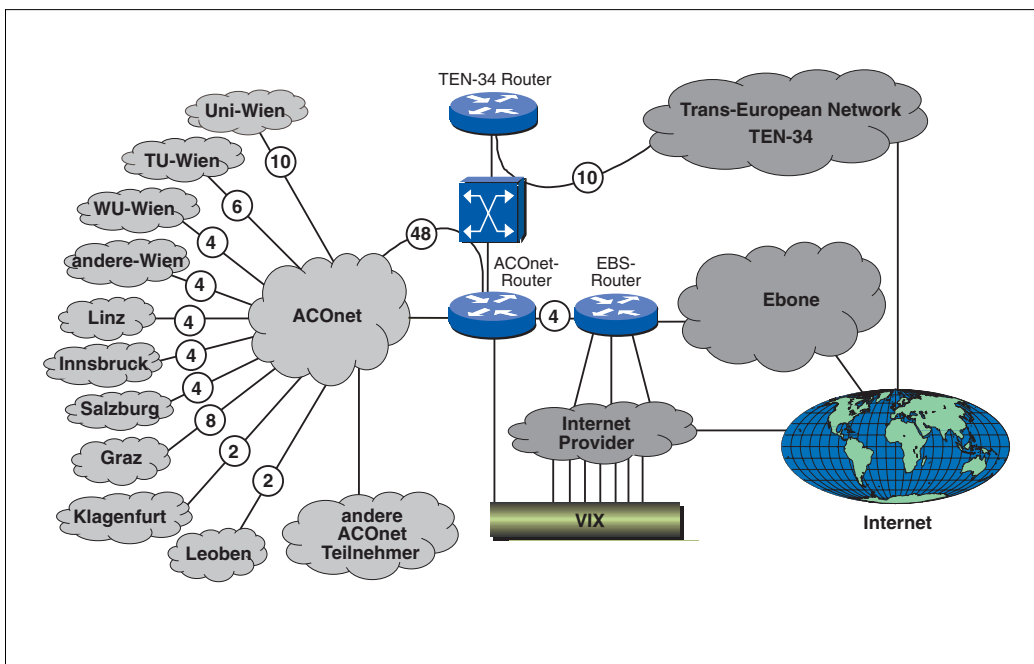 TEN-34 Router
Uni-Wien
Trans-European Network
TEN-34
TU-Wien
10
10
6
WU-Wien
4
48
andere-Wien
4
ACOnet-
Router
EBS-
Router
Ebone
Linz
4
ACOnet
4
Innsbruck
4
Salzburg
4
Graz
8
Internet
Provider
Klagenfurt
2
Leoben
2
andere
ACOnet
Teilnehmer
VIX
Internet